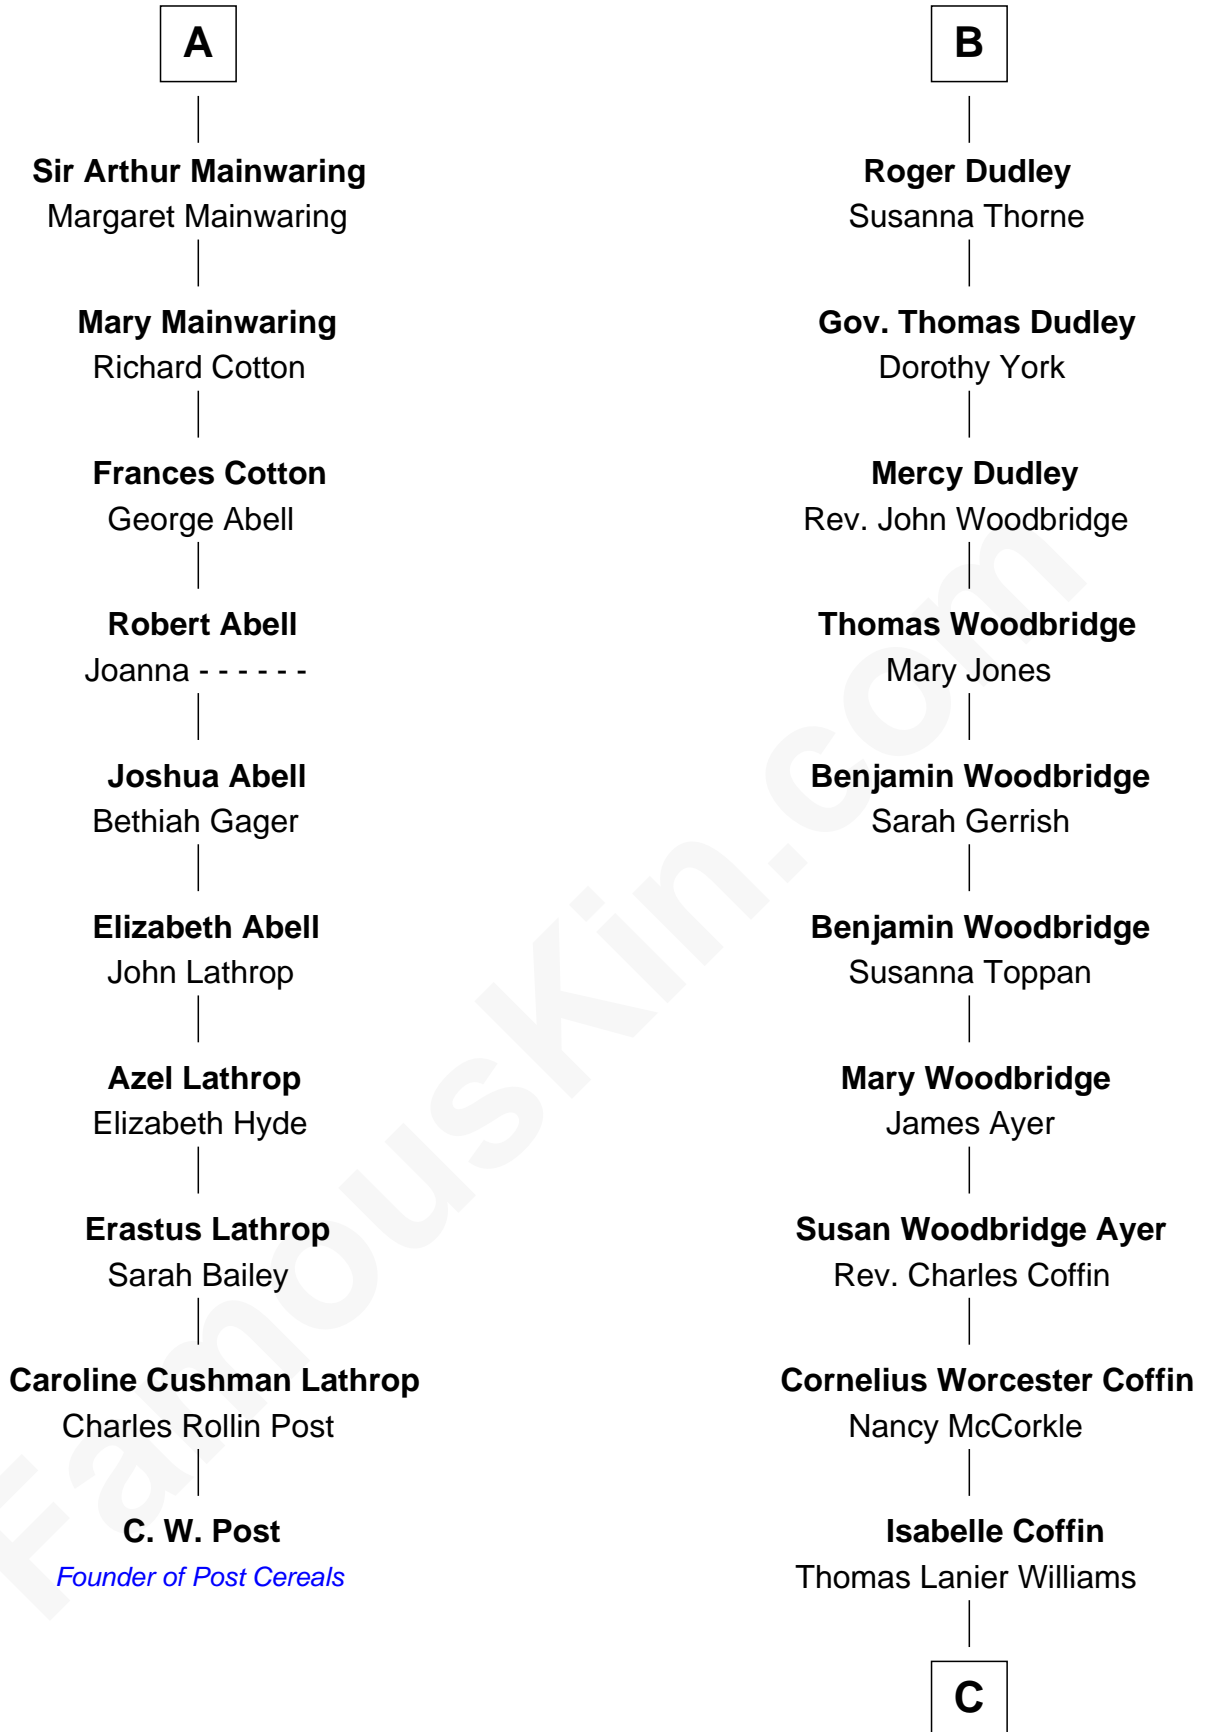 A
Sir Arthur Mainwaring
Margaret Mainwaring
Mary Mainwaring
Richard Cotton
Frances Cotton
George Abell
Robert Abell
Joanna - - - - - -
Joshua Abell
Bethiah Gager
Elizabeth Abell
John Lathrop
Azel Lathrop
Elizabeth Hyde
Erastus Lathrop
Sarah Bailey
Caroline Cushman Lathrop
Charles Rollin Post
C. W. Post
Founder of Post Cereals
B
Roger Dudley
Susanna Thorne
Gov. Thomas Dudley
Dorothy York
Mercy Dudley
Rev. John Woodbridge
Thomas Woodbridge
Mary Jones
Benjamin Woodbridge
Sarah Gerrish
Benjamin Woodbridge
Susanna Toppan
Mary Woodbridge
James Ayer
Susan Woodbridge Ayer
Rev. Charles Coffin
Cornelius Worcester Coffin
Nancy McCorkle
Isabelle Coffin
Thomas Lanier Williams
C
FamousKin.com